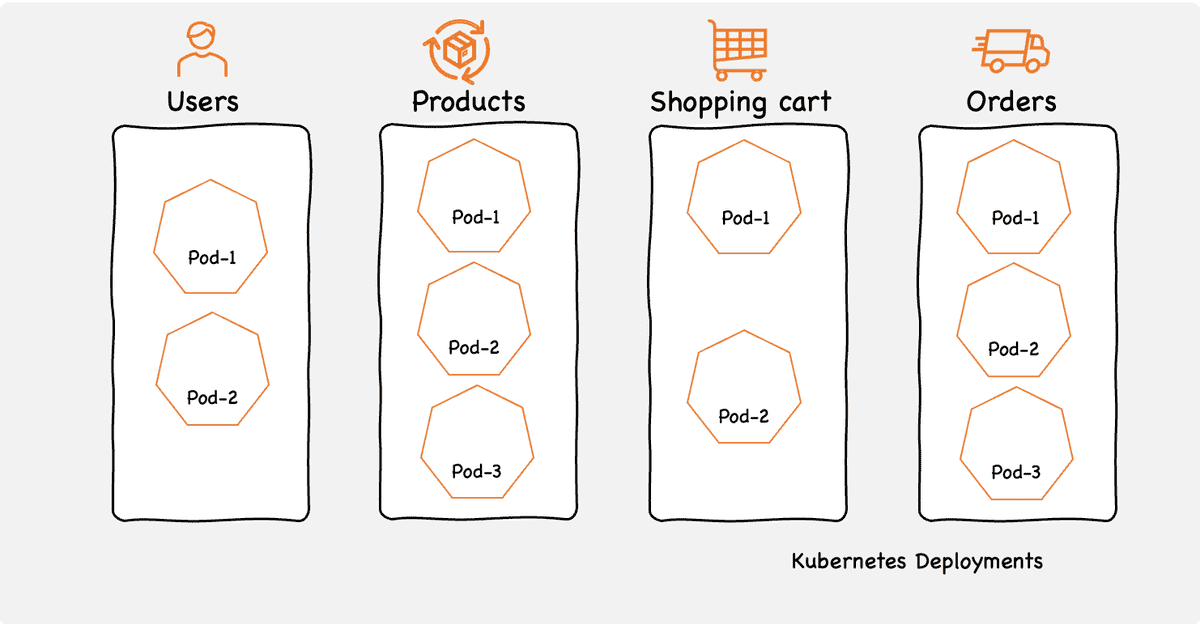 Users
Products
Shopping cart
Orders
Pod-1
Pod-2
Pod-1
Pod-2
Pod-3
Pod-1
Pod-2
Pod-1
Pod-2
Pod-3
Kubernetes Deployments